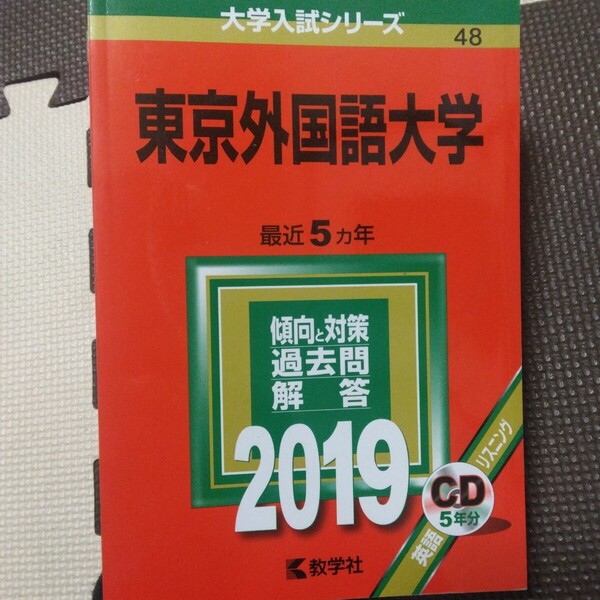 大学入試シリーズ
48
東京外国語大学
最近5カ年
傾向と対策
過去問
解答
2019
英語リスニング
CD
5年分
教学社